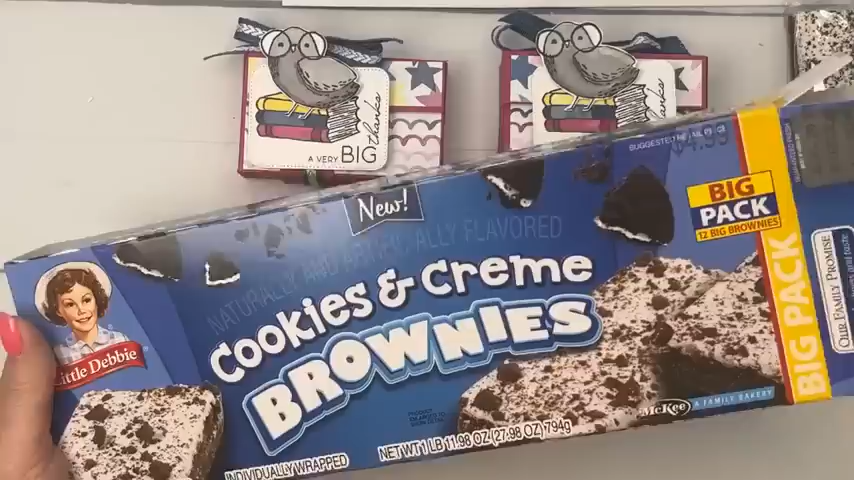 thanks
A VERY BIG
thanks
New!
SUGGESTED RETAIL PRICE
NATURALLY AND ARTIFICIALLY FLAVORED
Cookies & Creme
BROWNIES
Little Debbie
BIG
PACK
12 BIG BROWNIES
BIG PACK
OUR FAMILY PROMISE
McKee
A FAMILY BAKERY
INDIVIDUALLY WRAPPED
NET WT 1 LB 11.98 OZ (27.98 OZ) 794g